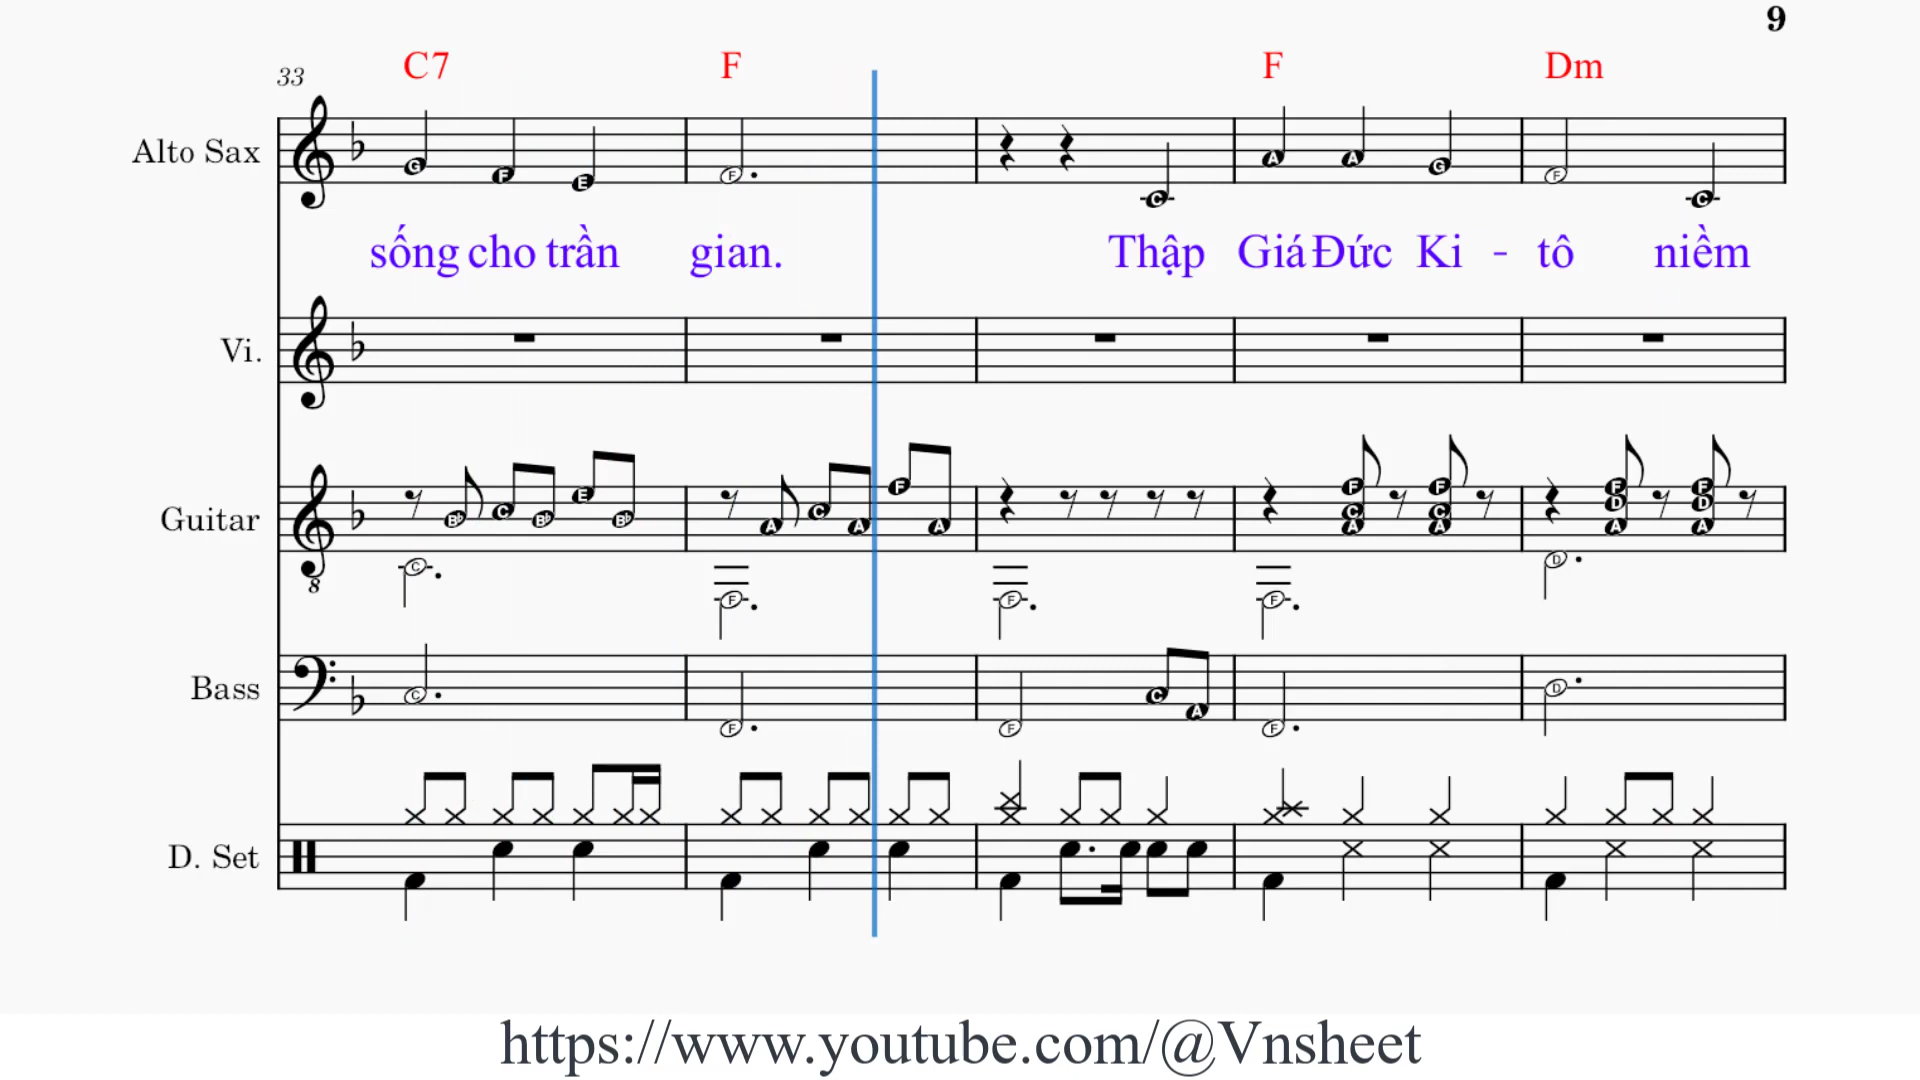 9
33 C7 F F Dm
Alto Sax
G F E F C A A G F C
sống cho trần gian. Thập Giá Đức Ki - tô niềm
Vi.
Guitar
8
Bass
D. Set
https://www.youtube.com/@Vnsheet